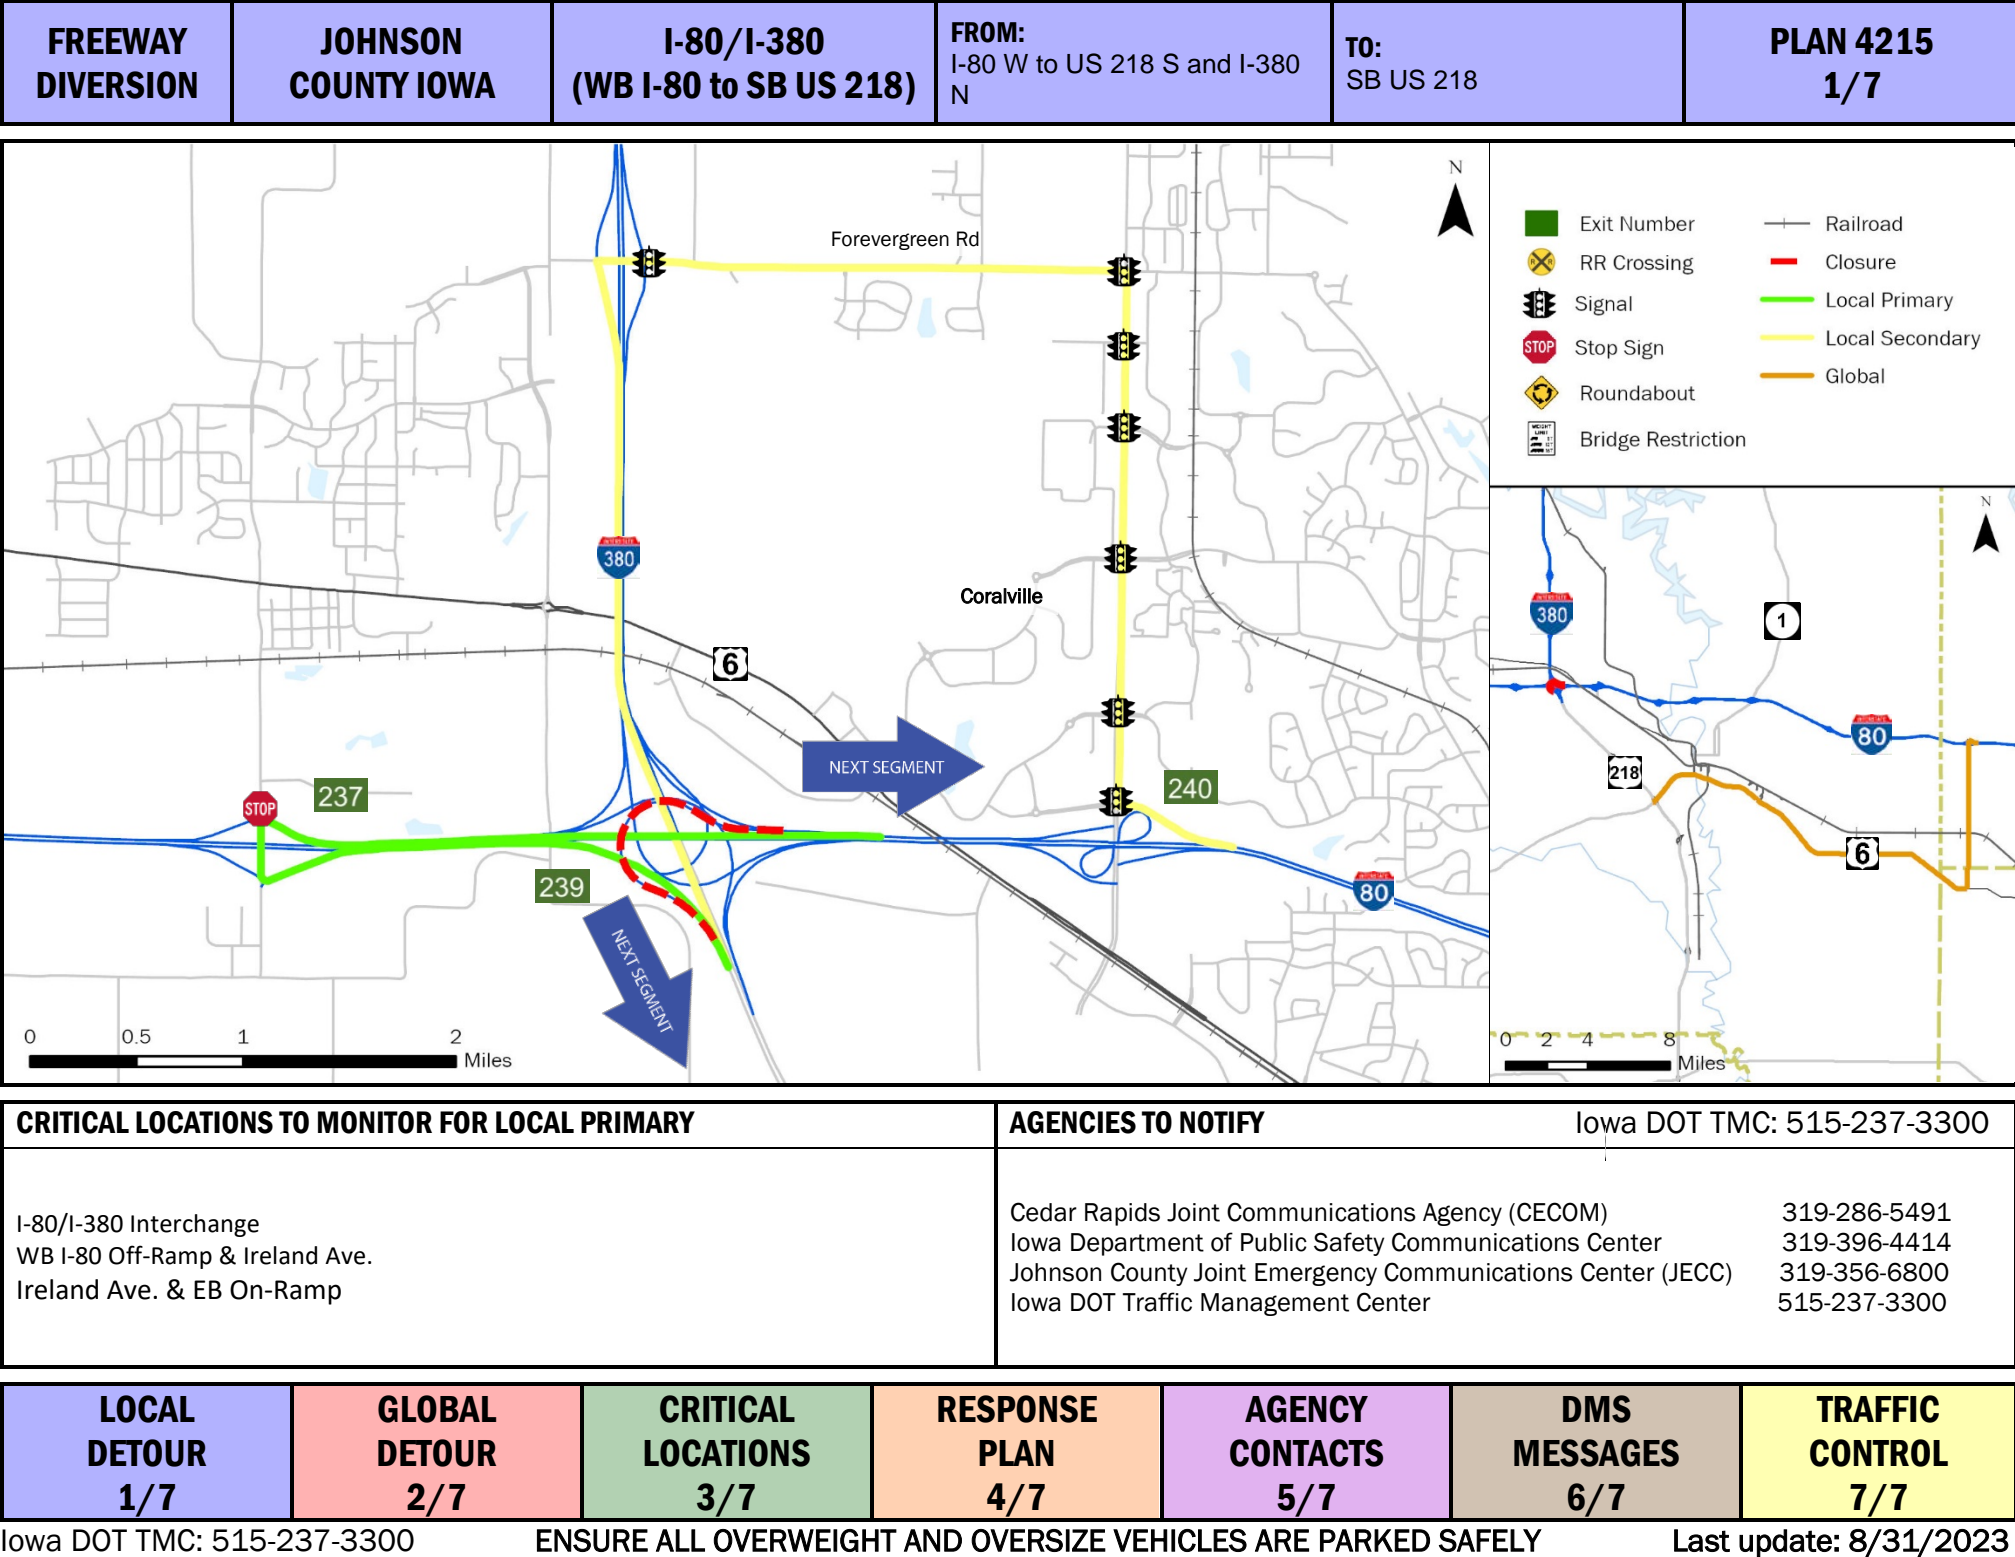 FREEWAY
DIVERSION
JOHNSON
COUNTY IOWA
I-80/I-380
(WB I-80 to SB US 218)
FROM:
I-80 W to US 218 S and I-380
N
TO:
SB US 218
PLAN 4215
1/7
N
Forevergreen Rd
380
Coralville
6
NEXT SEGMENT
STOP
237
240
239
80
NEXT SEGMENT
0 0.5 1 2
Miles
Exit Number
RR Crossing
Signal
STOP
Stop Sign
Roundabout
WEIGHT
LIMIT
Bridge Restriction
Railroad
Closure
Local Primary
Local Secondary
Global
N
380
1
80
218
6
0 2 4 8
Miles
CRITICAL LOCATIONS TO MONITOR FOR LOCAL PRIMARY
I-80/I-380 Interchange
WB I-80 Off-Ramp & Ireland Ave.
Ireland Ave. & EB On-Ramp
AGENCIES TO NOTIFY Iowa DOT TMC: 515-237-3300
Cedar Rapids Joint Communications Agency (CECOM) 319-286-5491
Iowa Department of Public Safety Communications Center 319-396-4414
Johnson County Joint Emergency Communications Center (JECC) 319-356-6800
Iowa DOT Traffic Management Center 515-237-3300
LOCAL
DETOUR
1/7
GLOBAL
DETOUR
2/7
CRITICAL
LOCATIONS
3/7
RESPONSE
PLAN
4/7
AGENCY
CONTACTS
5/7
DMS
MESSAGES
6/7
TRAFFIC
CONTROL
7/7
Iowa DOT TMC: 515-237-3300 ENSURE ALL OVERWEIGHT AND OVERSIZE VEHICLES ARE PARKED SAFELY Last update: 8/31/2023